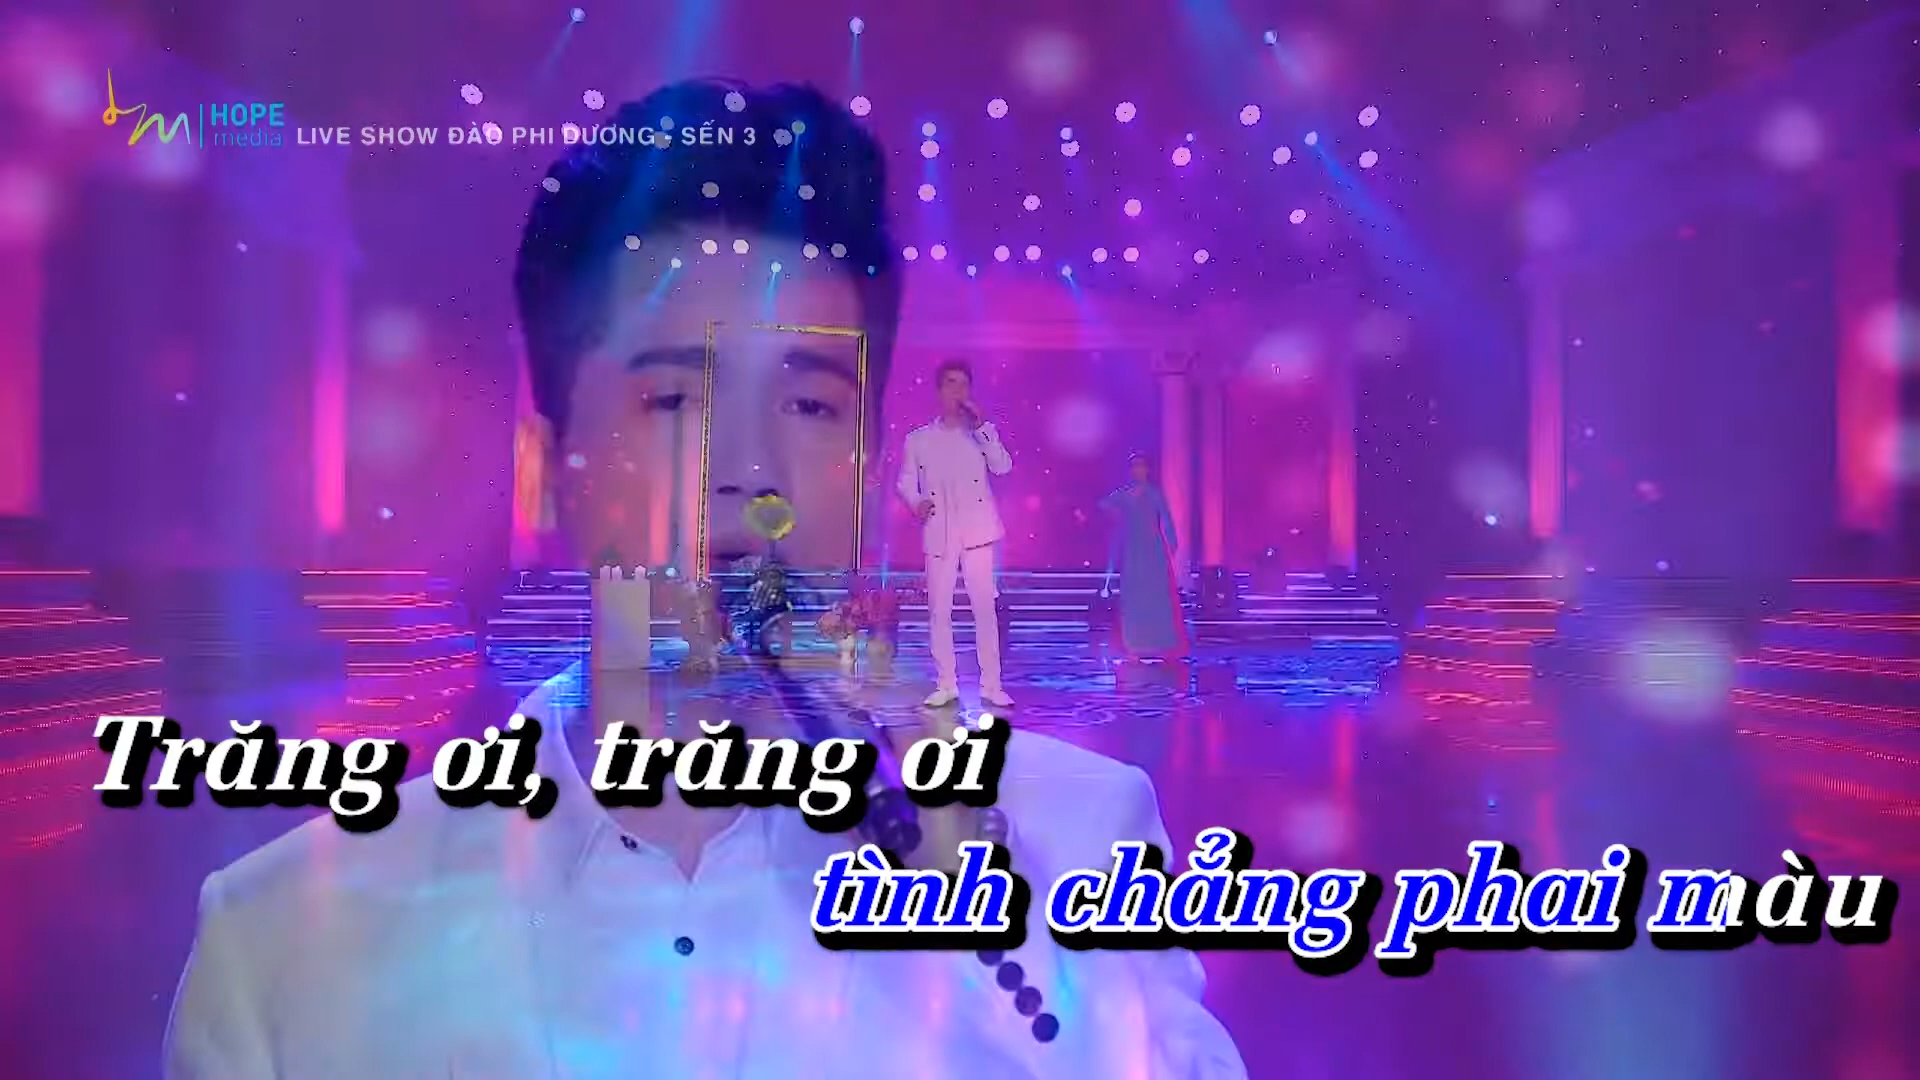 HOPE
media LIVE SHOW ĐÀO PHI DƯƠNG - SẾN 3
Trăng ơi, trăng ơi
tình chẳng phai màu